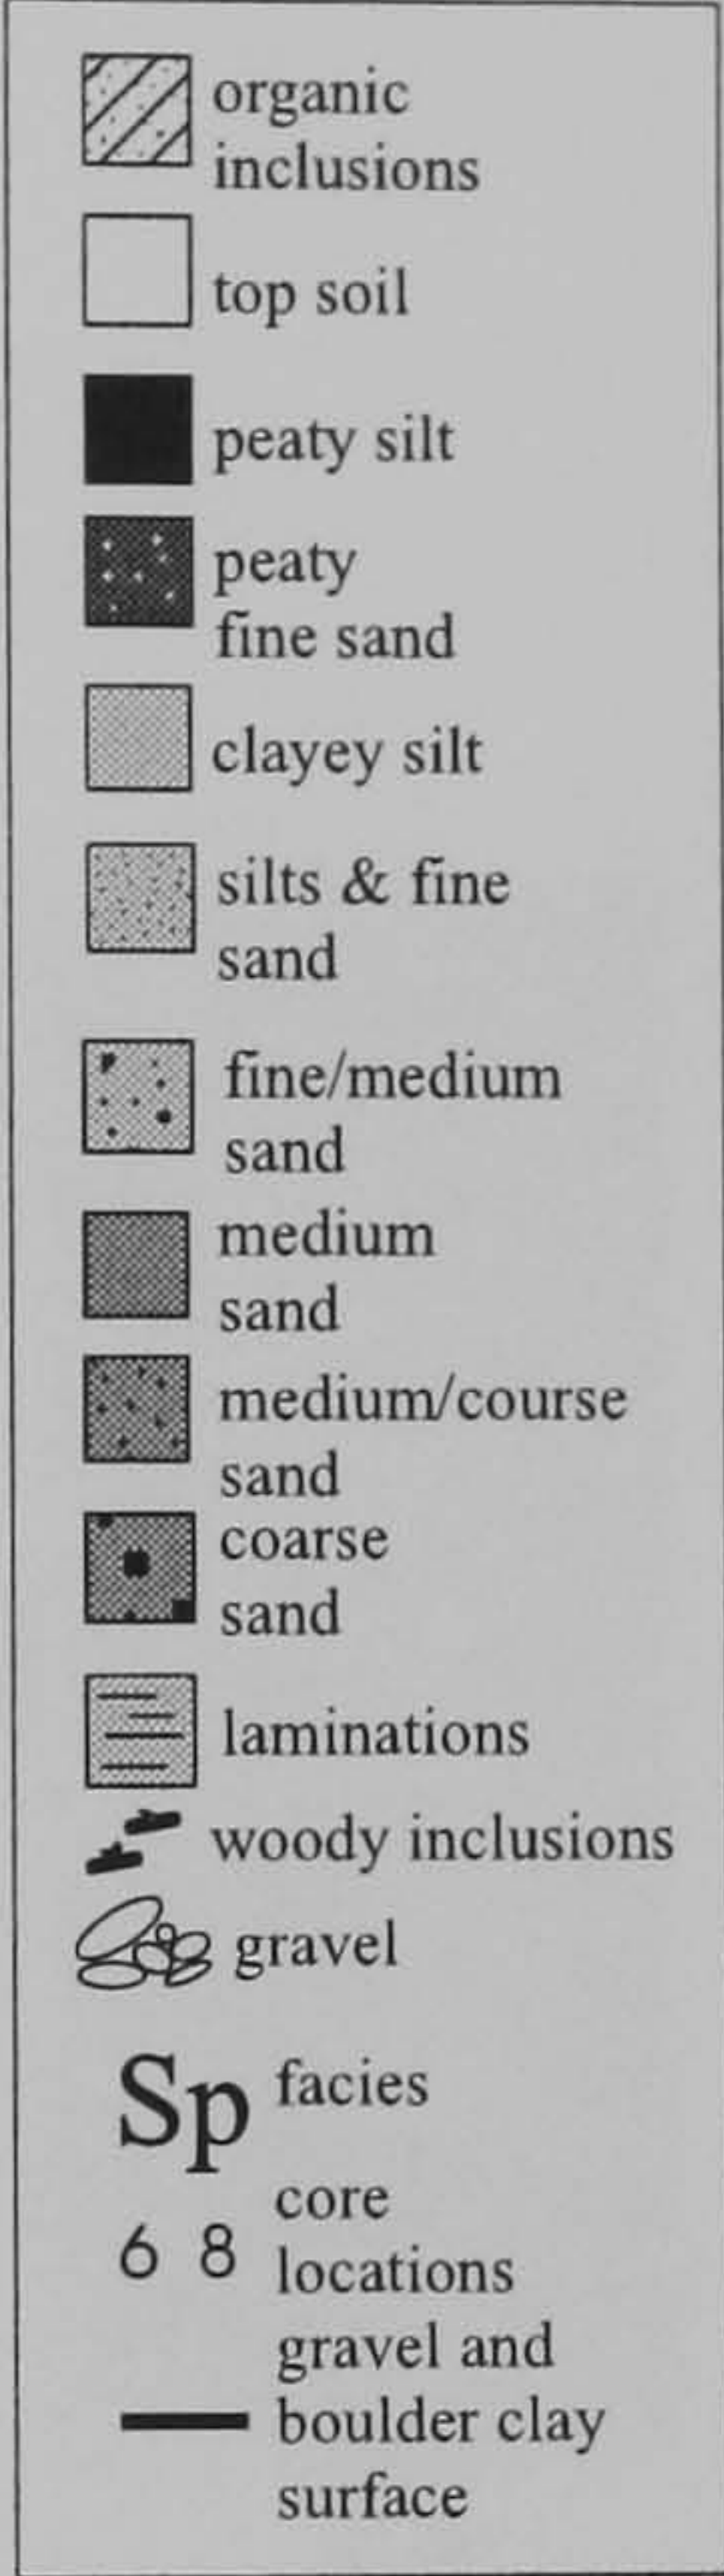 organic
inclusions
top soil
peaty silt
peaty
fine sand
clayey silt
silts & fine
sand
fine/medium
sand
medium
sand
medium/course
sand
coarse
sand
laminations
woody inclusions
gravel
Sp facies
core
6 8 locations
gravel and
boulder clay
surface